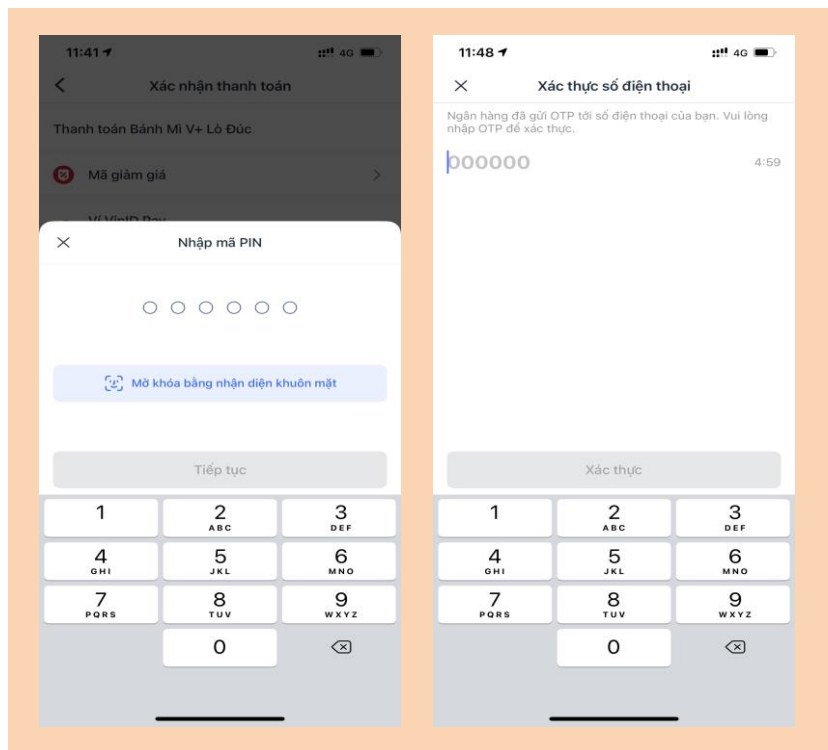 11:41
4G
Xác nhận thanh toán
Thanh toán Bánh Mì V+ Lò Đúc
Mã giảm giá
Ví VinID Pay
Nhập mã PIN
Mở khóa bằng nhận diện khuôn mặt
Tiếp tục
1
2
ABC
3
DEF
4
GHI
5
JKL
6
MNO
7
PQRS
8
TUV
9
WXYZ
0
11:48
4G
Xác thực số điện thoại
Ngân hàng đã gửi OTP tới số điện thoại của bạn. Vui lòng
nhập OTP để xác thực.
000000
4:59
Xác thực
1
2
ABC
3
DEF
4
GHI
5
JKL
6
MNO
7
PQRS
8
TUV
9
WXYZ
0